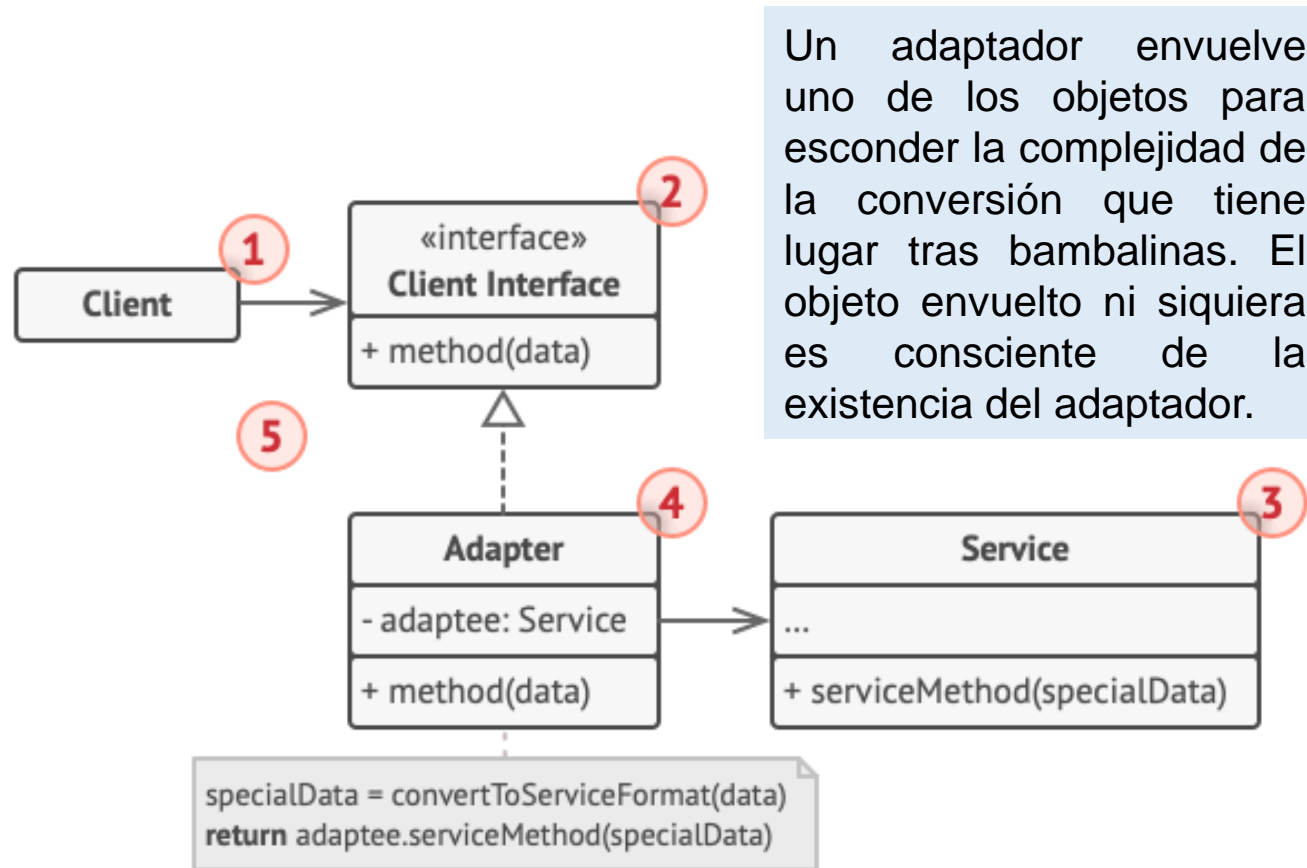 Un adaptador envuelve
uno de los objetos para
esconder la complejidad de
la conversión que tiene
lugar tras bambalinas. El
objeto envuelto ni siquiera
es consciente de la
existencia del adaptador.
1
Client
2
«interface»
Client Interface
+ method(data)
5
4
Adapter
- adaptee: Service
+ method(data)
3
Service
...
+ serviceMethod(specialData)
specialData = convertToServiceFormat(data)
return adaptee.serviceMethod(specialData)